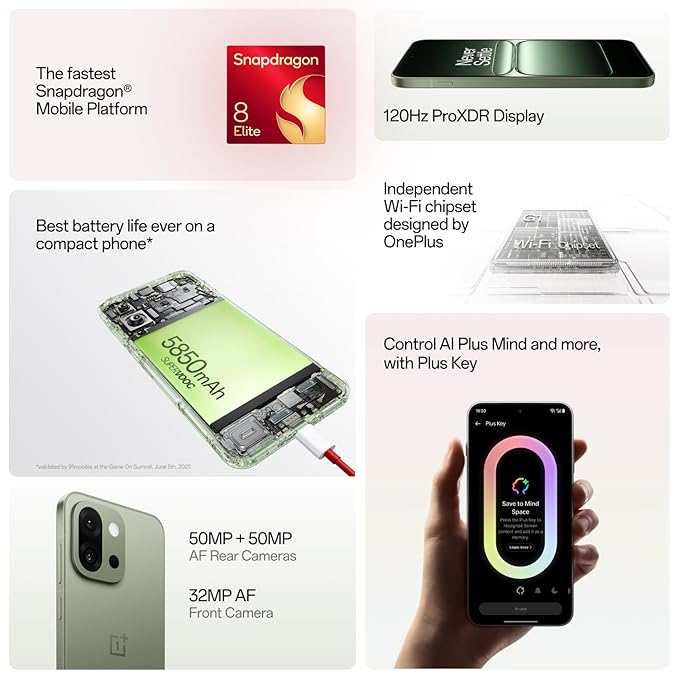 The fastest
Snapdragon®
Mobile Platform
Snapdragon
8
Elite
Never
Settle
120Hz ProXDR Display
Independent
Wi-Fi chipset
designed by
OnePlus
G1
Wi-Fi Chipset
Best battery life ever on a
compact phone*
5850mAh
SUPERVOOC
*validated by 91mobiles at the Game On Summit, June 5th, 2025
Control AI Plus Mind and more,
with Plus Key
19:30
← Plus Key
Save to Mind
Space
Press the Plus Key to
recognise Screen
content and add it as a
memory.
Learn more >
50MP + 50MP
AF Rear Cameras
32MP AF
Front Camera